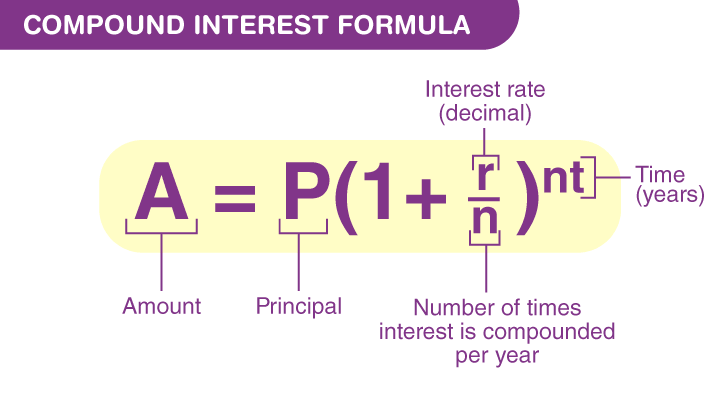 COMPOUND INTEREST FORMULA
Interest rate
(decimal)
A = P(1+ r/n )^nt
Time
(years)
Amount
Principal
Number of times
interest is compounded
per year